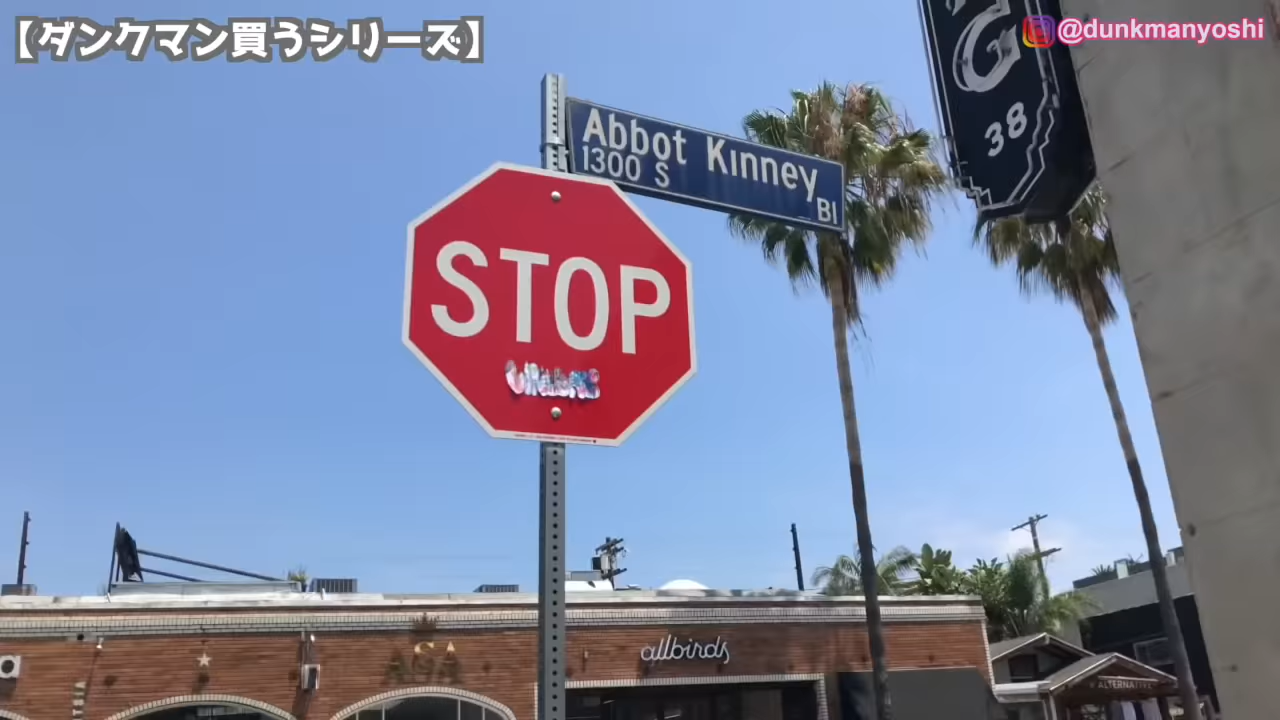 【ダンクマン買うシリーズ】
@dunkmanyoshi
G
38
Abbot Kinney Bl
1300 S
STOP
allbirds
ALTERNATIVE